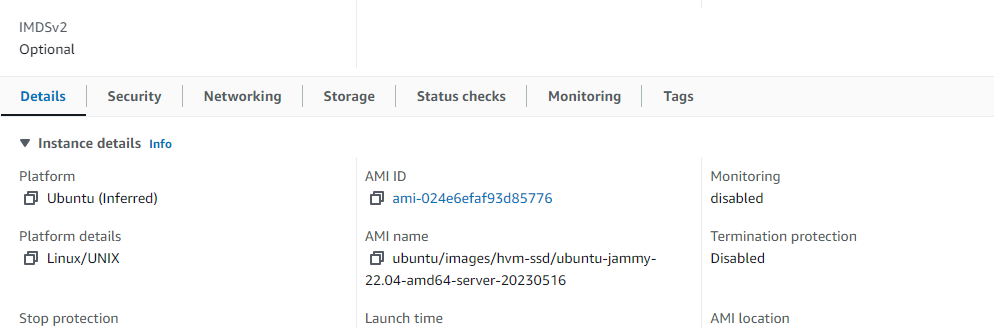 IMDSv2
Optional
Details
Security
Networking
Storage
Status checks
Monitoring
Tags
Instance details Info
Platform
Ubuntu (Inferred)
AMI ID
ami-024e6efaf93d85776
Monitoring
disabled
Platform details
Linux/UNIX
AMI name
ubuntu/images/hvm-ssd/ubuntu-jammy-
22.04-amd64-server-20230516
Termination protection
Disabled
Stop protection
Launch time
AMI location